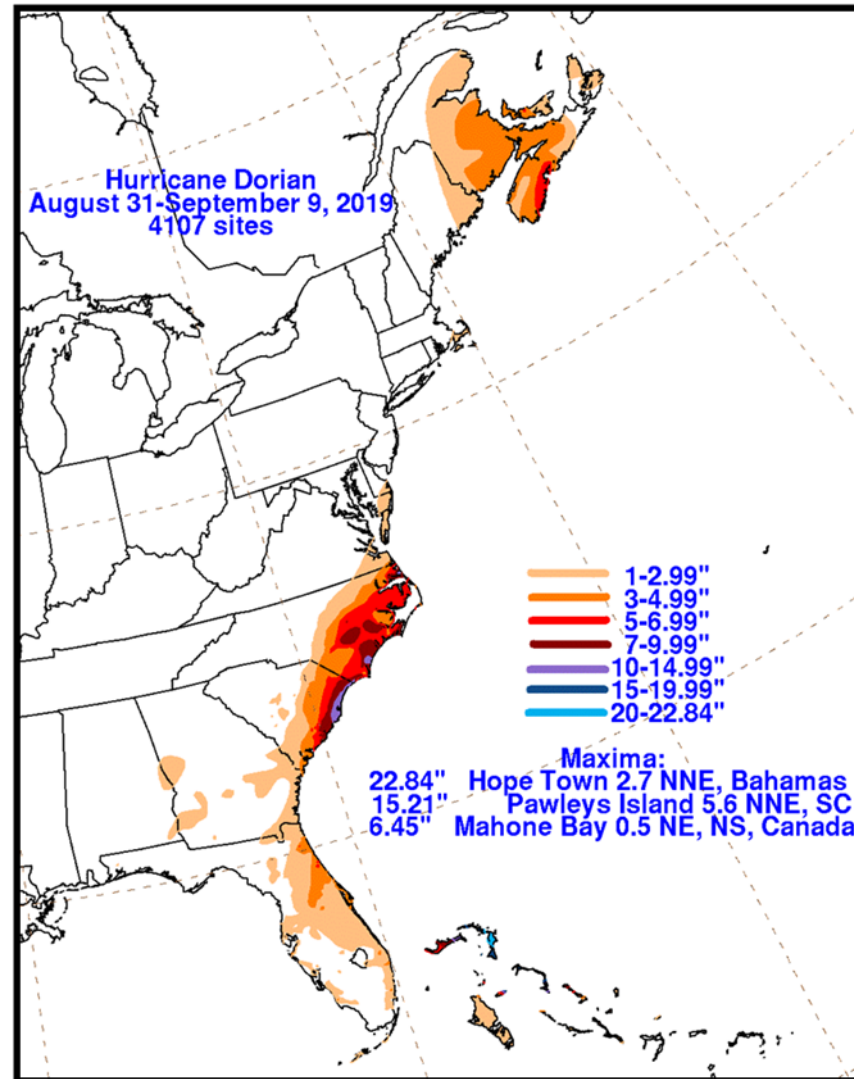 Hurricane Dorian
August 31-September 9, 2019
4107 sites
1-2.99"
3-4.99"
5-6.99"
7-9.99"
10-14.99"
15-19.99"
20-22.84"
Maxima:
22.84" Hope Town 2.7 NNE, Bahamas
15.21" Pawleys Island 5.6 NNE, SC
6.45" Mahone Bay 0.5 NE, NS, Canada